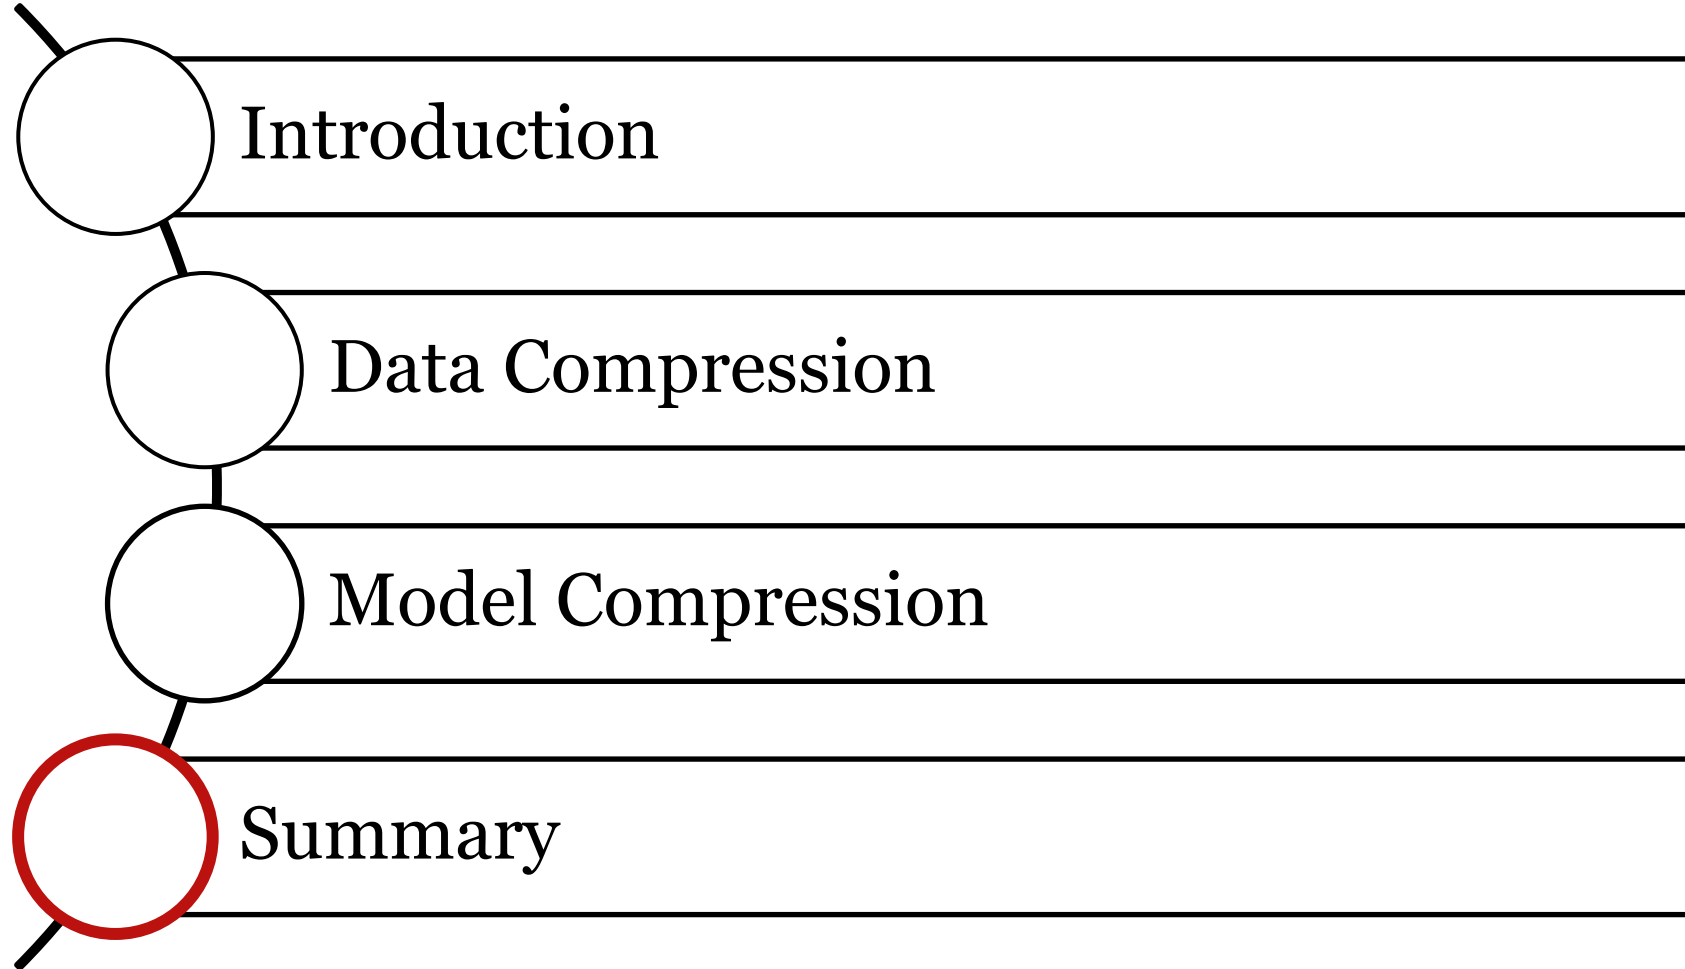 Introduction
Data Compression
Model Compression
Summary